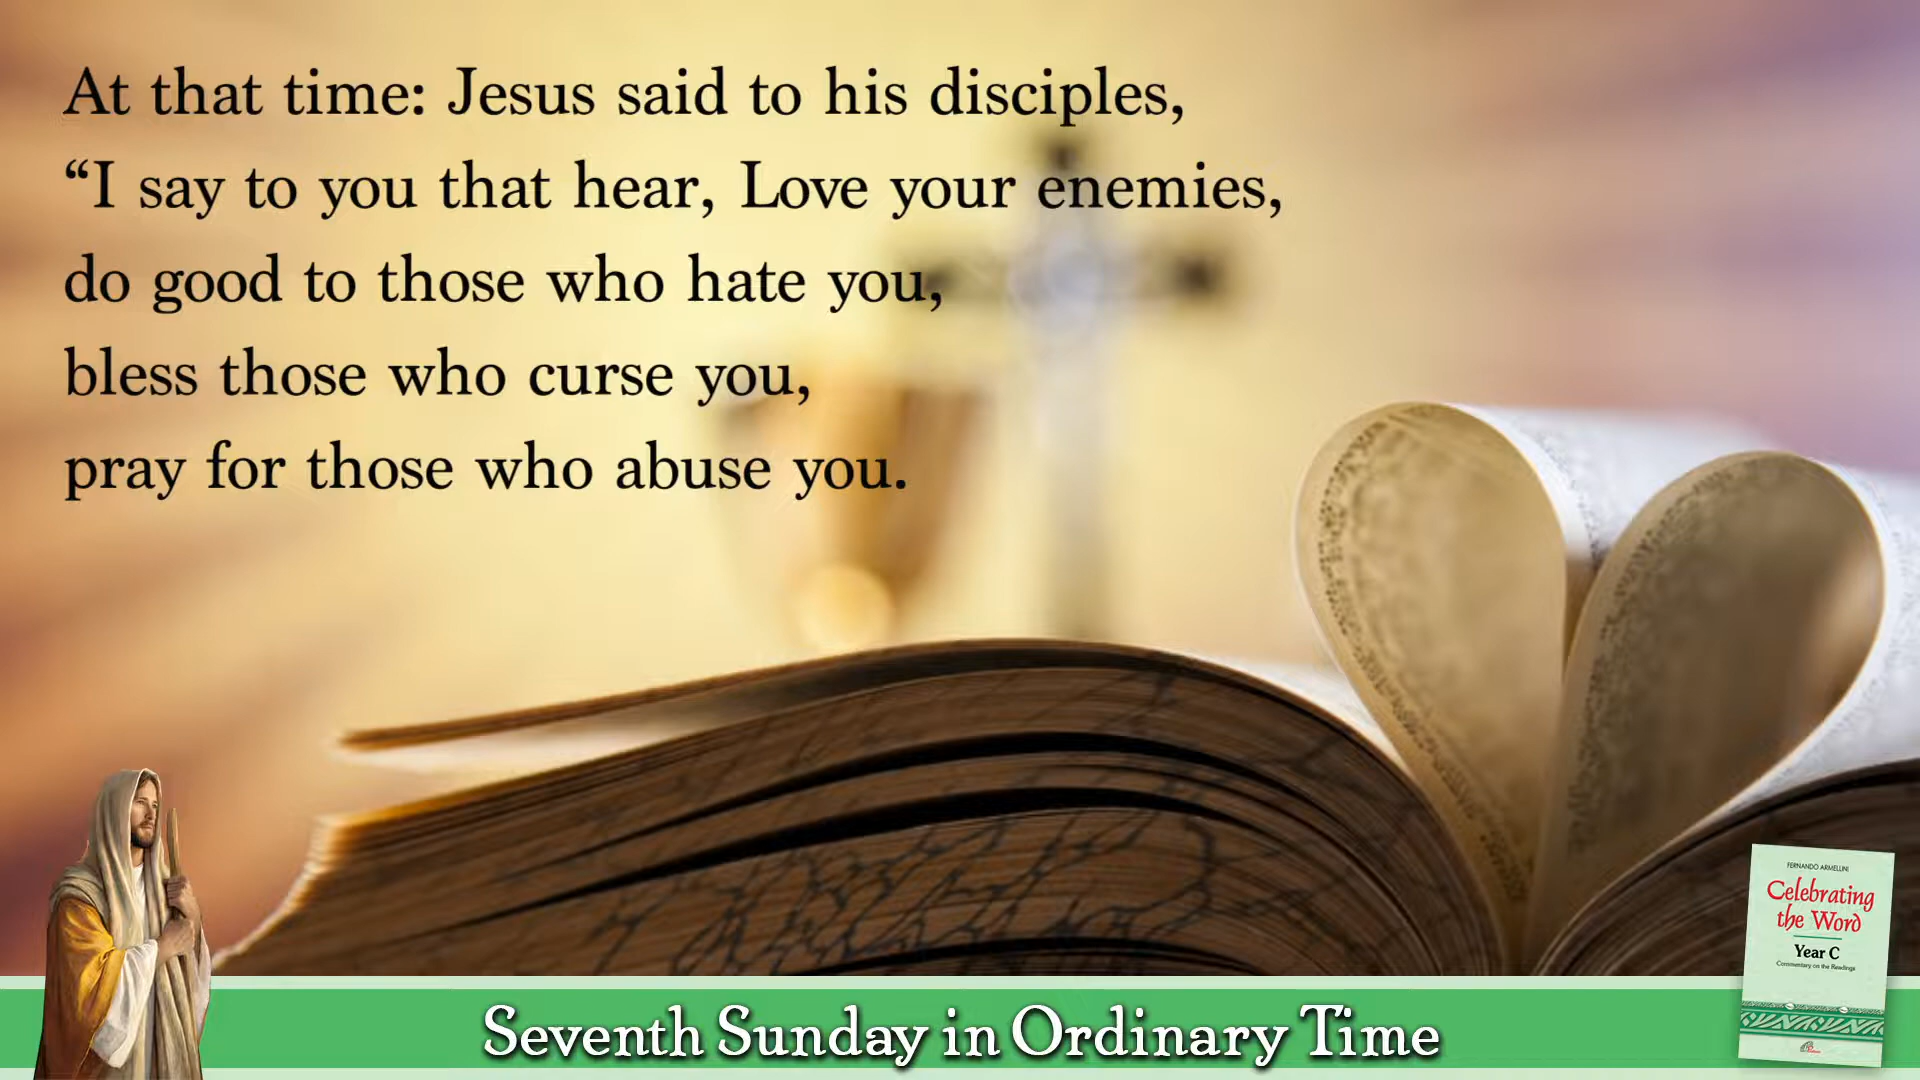 At that time: Jesus said to his disciples,
“I say to you that hear, Love your enemies,
do good to those who hate you,
bless those who curse you,
pray for those who abuse you.
FERNANDO ARMELLINI
Celebrating
the Word
Year C
Commentary on the Readings
Seventh Sunday in Ordinary Time